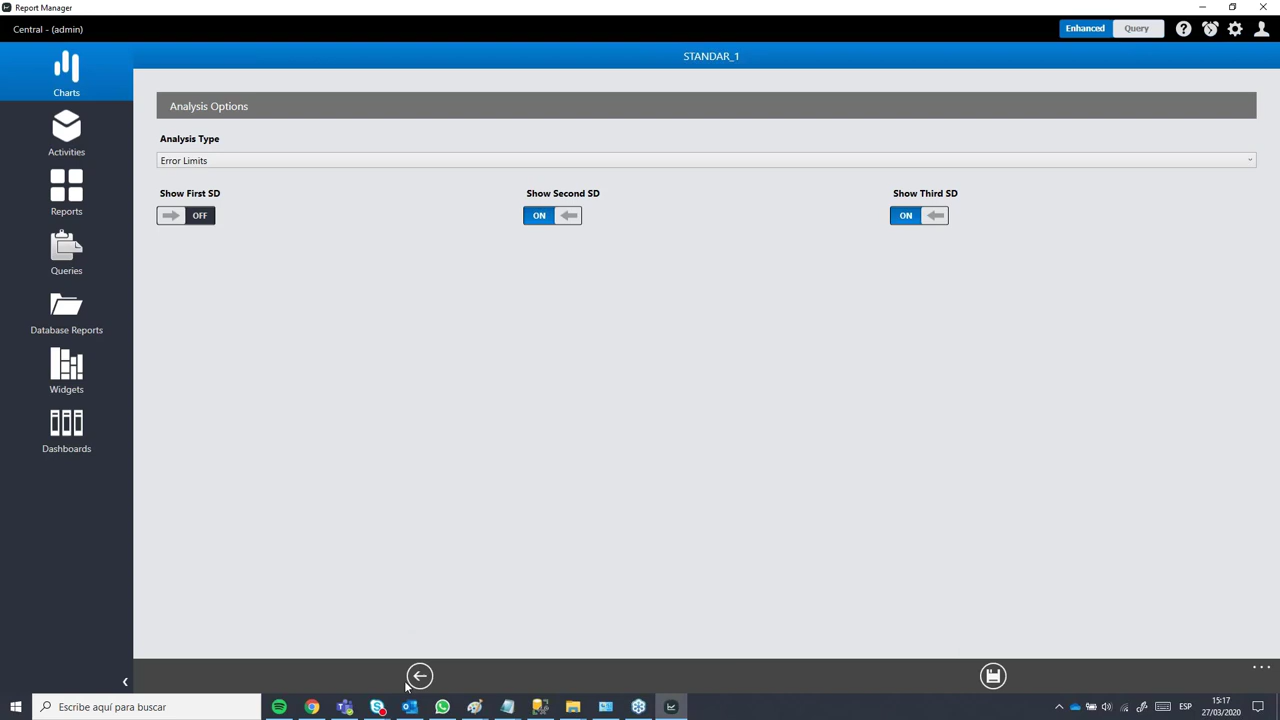 Report Manager
Central - (admin)
Enhanced
Query
Charts
STANDAR_1
Analysis Options
Activities
Analysis Type
Error Limits
Reports
Show First SD
Show Second SD
Show Third SD
OFF
ON
ON
Queries
Database Reports
Widgets
Dashboards
Escribe aquí para buscar
ESP
15:17
27/03/2020